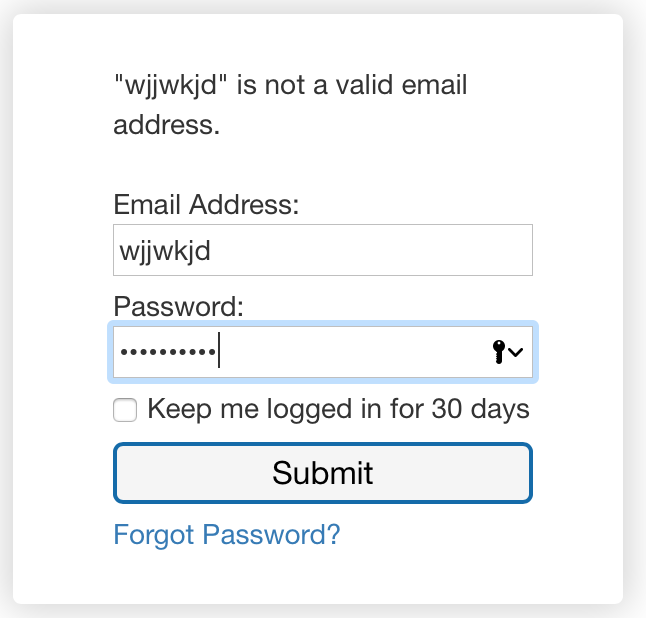 "wjjwkjd" is not a valid email
address.
Email Address:
wjjwkjd
Password:
••••••••••
Keep me logged in for 30 days
Submit
Forgot Password?